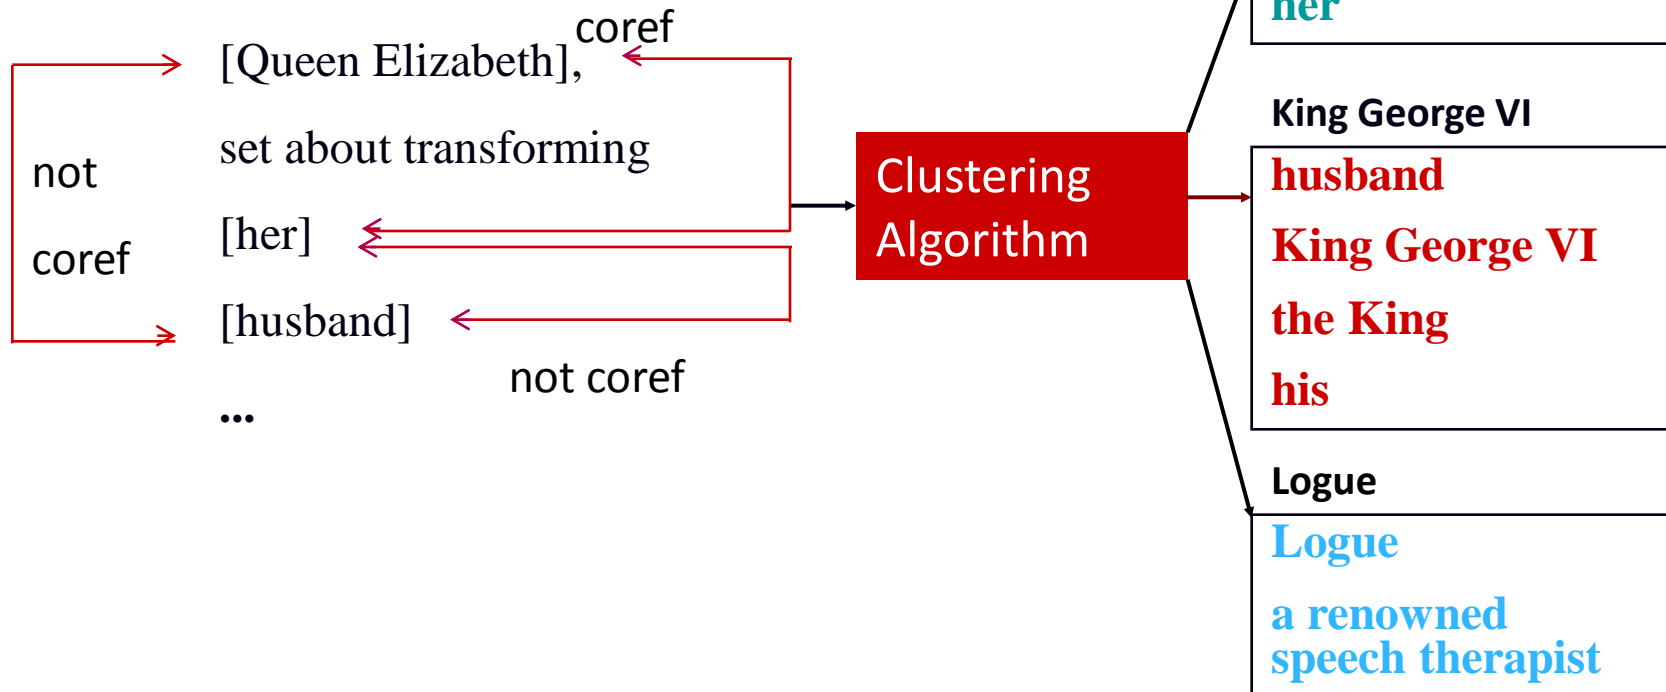 coref
[Queen Elizabeth],
set about transforming
not
coref
[her]
[husband]
not coref
...
Clustering
Algorithm
her
King George VI
husband
King George VI
the King
his
Logue
Logue
a renowned
speech therapist